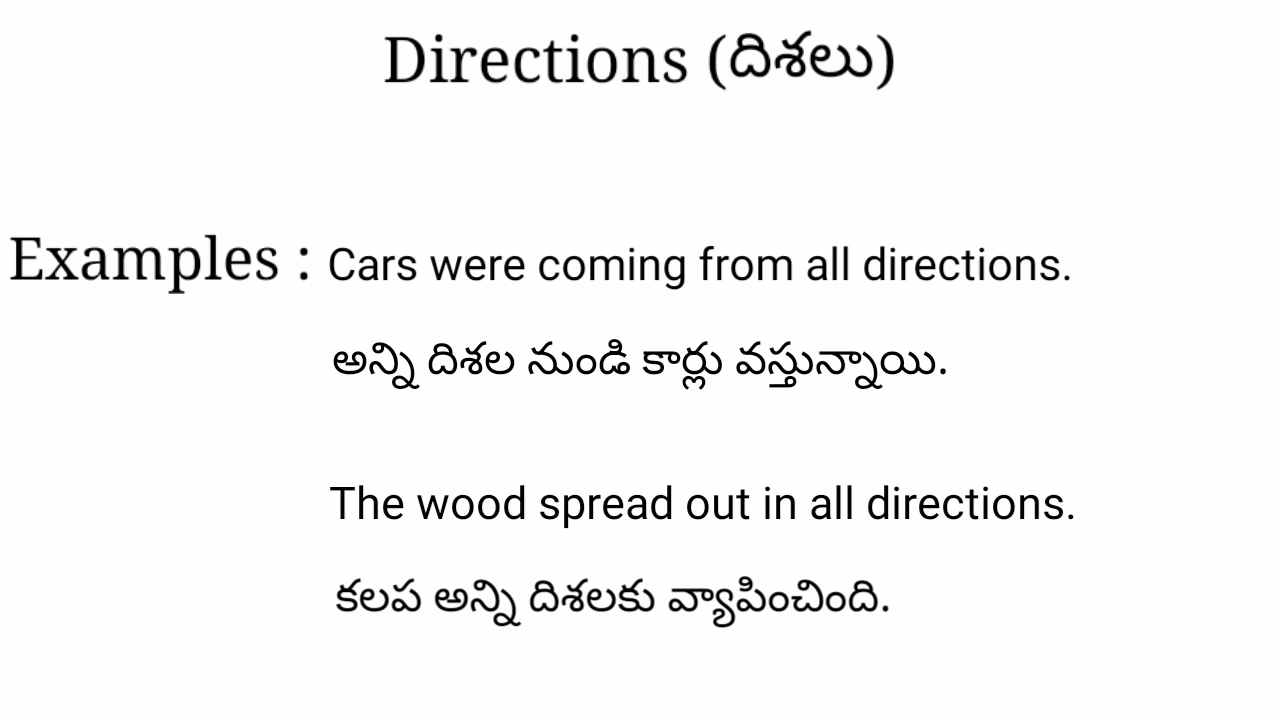 Directions (దిశలు)
Examples : Cars were coming from all directions.
అన్ని దిశల నుండి కార్లు వస్తున్నాయి.
The wood spread out in all directions.
కలప అన్ని దిశలకు వ్యాపించింది.